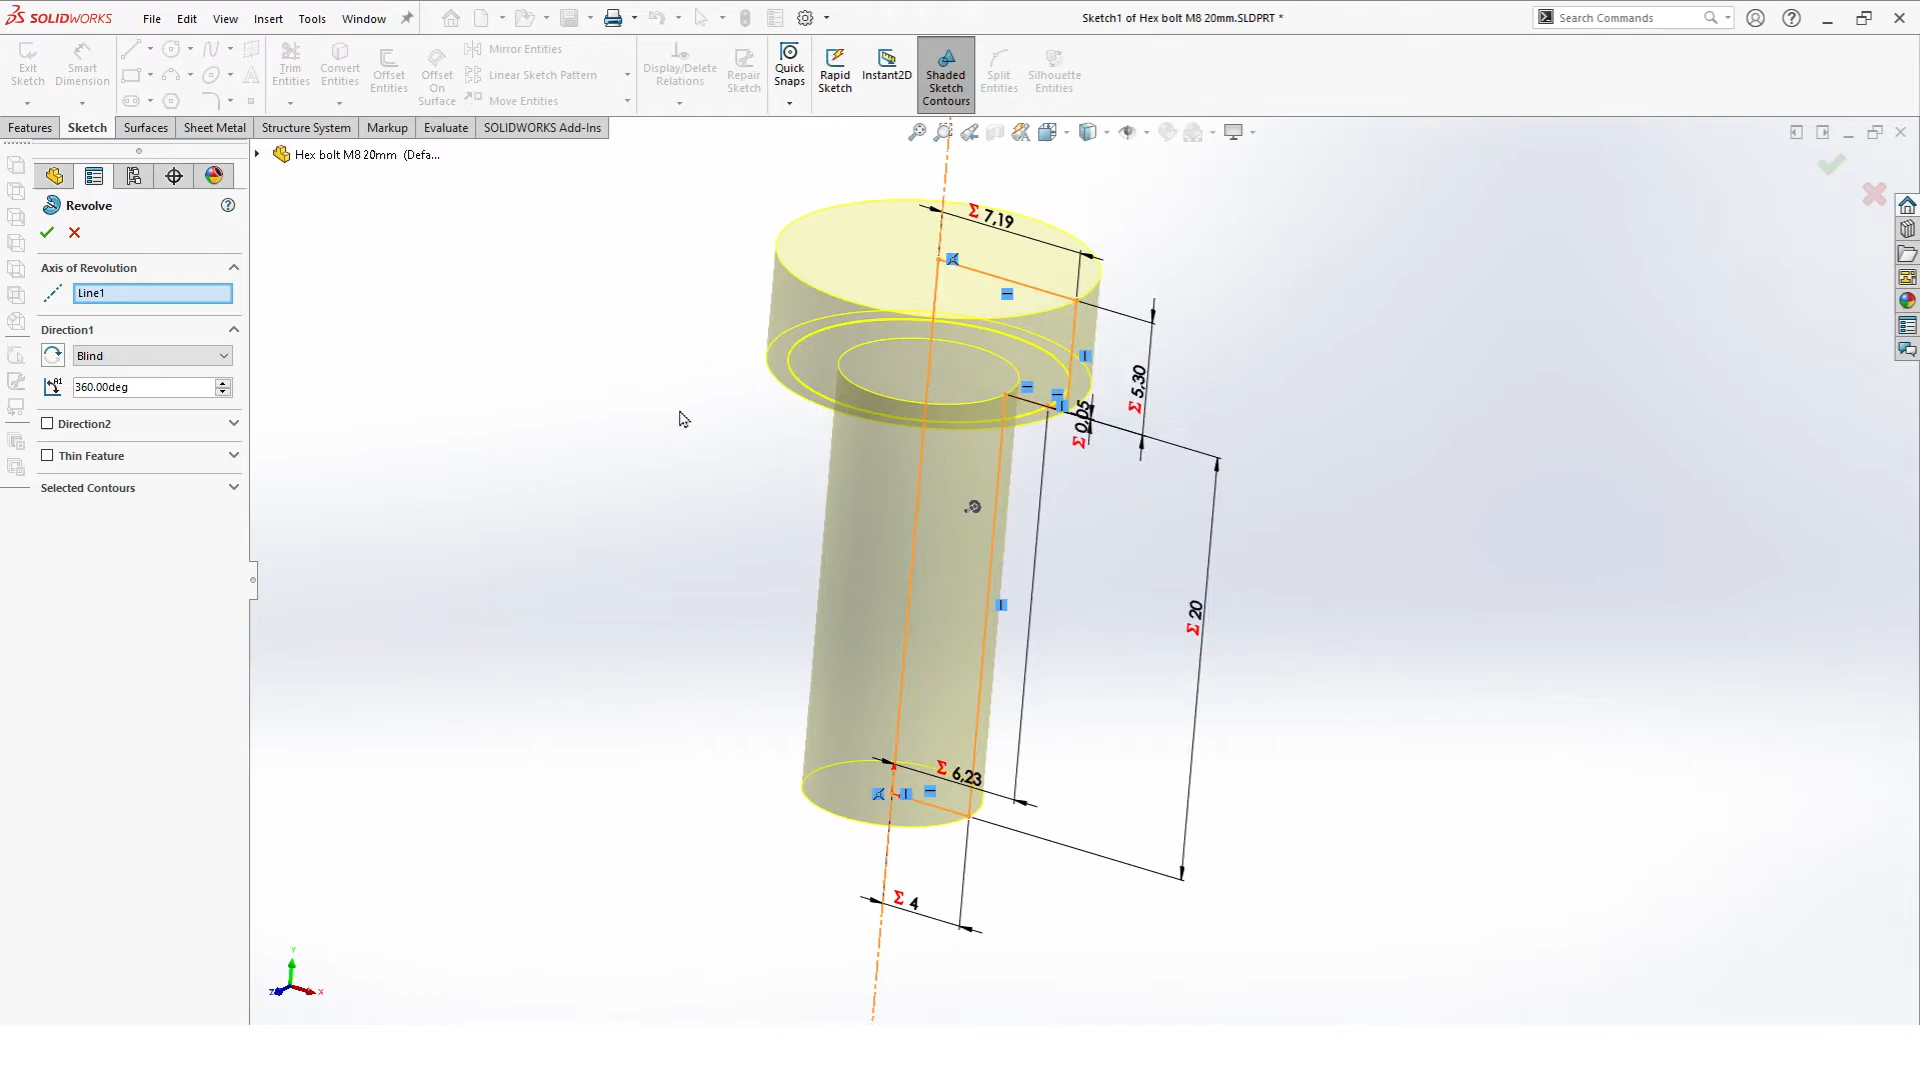 SOLIDWORKS File Edit View Insert Tools Window Sketch1 of Hex bolt M8 20mm.SLDPRT * Search Commands
Exit Sketch
Smart Dimension
Trim Entities
Convert Entities
Offset Entities
Offset On Surface
Mirror Entities
Linear Sketch Pattern
Move Entities
Display/Delete Relations
Repair Sketch
Quick Snaps
Rapid Sketch
Instant2D
Shaded Sketch Contours
Split Entities
Silhouette Entities
Features Sketch Surfaces Sheet Metal Structure System Markup Evaluate SOLIDWORKS Add-Ins
Hex bolt M8 20mm (Defa...
Revolve
Axis of Revolution
Line1
Direction1
Blind
360.00deg
Direction2
Thin Feature
Selected Contours
Σ 7,19
Σ 5,30
Σ 0,05
Σ 20
Σ 6,23
Σ 4
Y
Z X